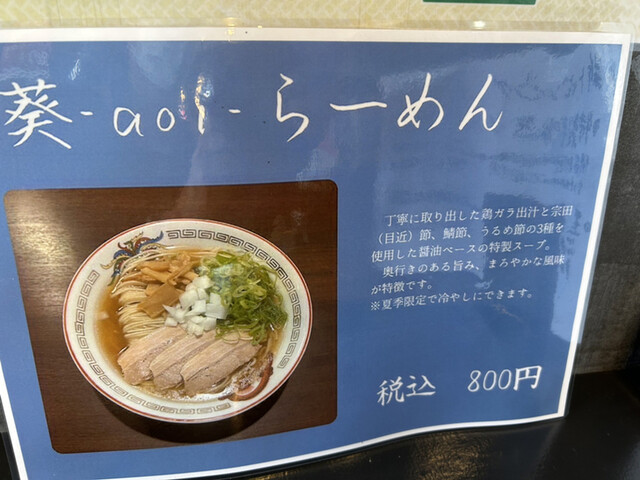 葵-aoi-らーめん
丁寧に取り出した鶏ガラ出汁と宗田
（目近）節、鯖節、うるめ節の3種を
使用した醤油ベースの特製スープ。
奥行きのある旨み、まろやかな風味
が特徴です。
※夏季限定で冷やしにできます。
税込 800円